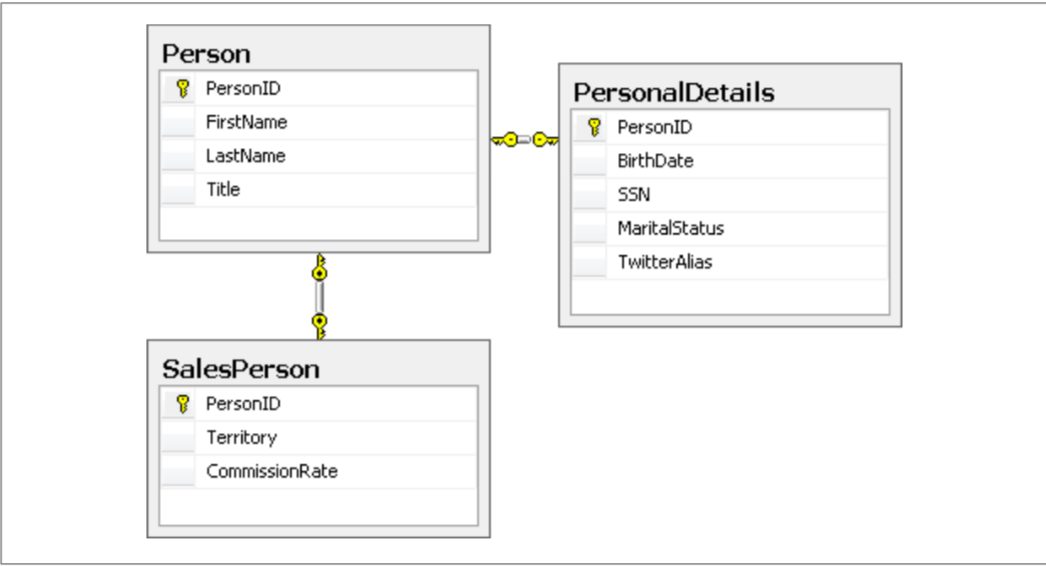 Person
PersonID
FirstName
LastName
Title
PersonalDetails
PersonID
BirthDate
SSN
MaritalStatus
TwitterAlias
SalesPerson
PersonID
Territory
CommissionRate